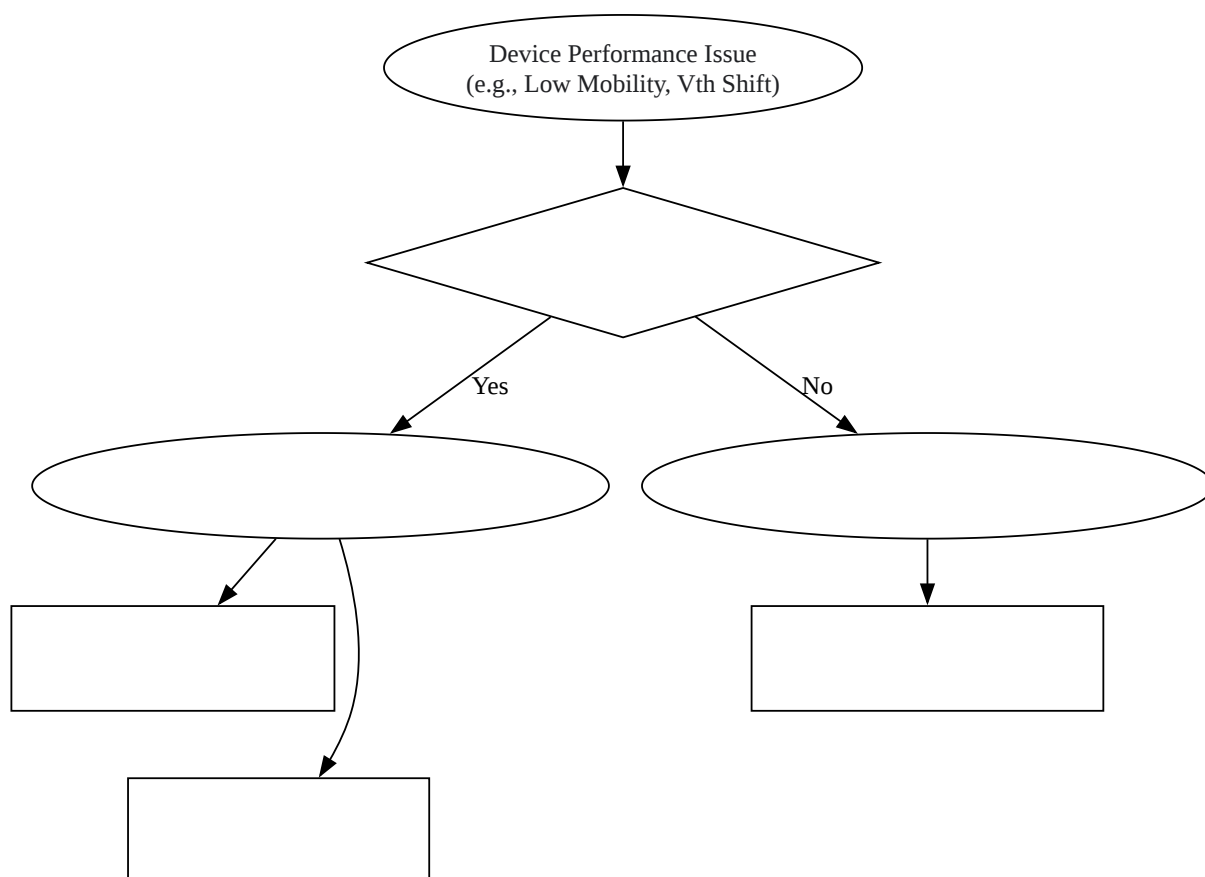 Device Performance Issue
(e.g., Low Mobility, Vth Shift)
Yes
No